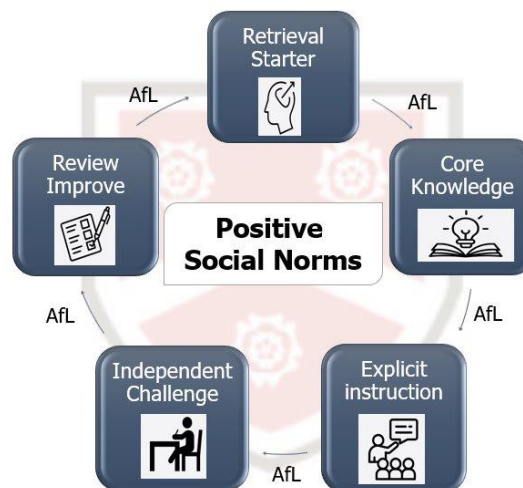 Retrieval
Starter
AfL
AfL
Review
Improve
Core
Knowledge
Positive
Social Norms
AfL
AfL
Independent
Challenge
Explicit
instruction
AfL